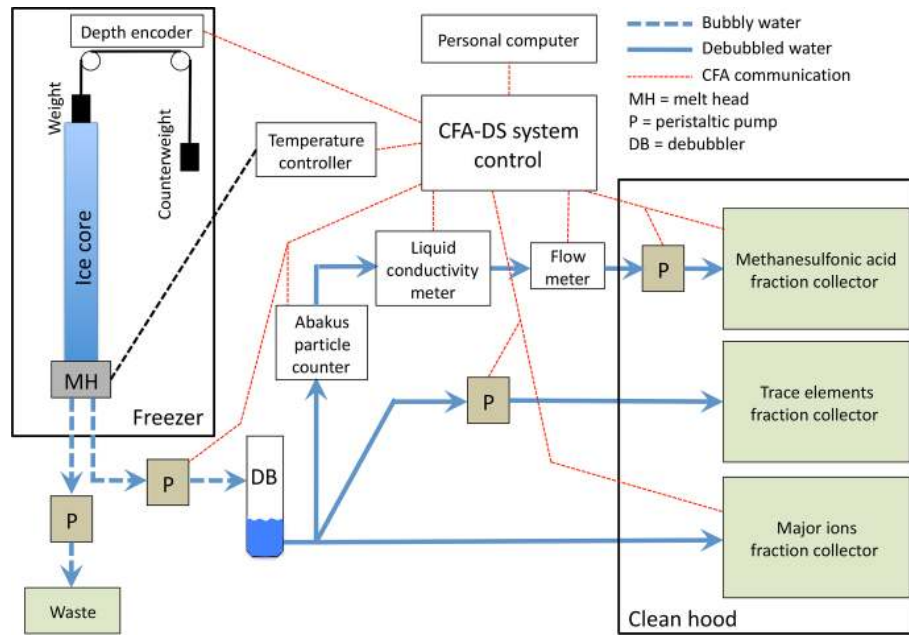 Depth encoder
Personal computer
Bubbly water
Debubbled water
CFA communication
MH = melt head
P = peristaltic pump
DB = debubbler
Weight
Counterweight
Temperature
controller
CFA-DS system
control
Ice core
Liquid
conductivity
meter
Flow
meter
P
Methanesulfonic acid
fraction collector
Abakus
particle
counter
MH
Freezer
P
Trace elements
fraction collector
P
DB
P
Major ions
fraction collector
Waste
Clean hood